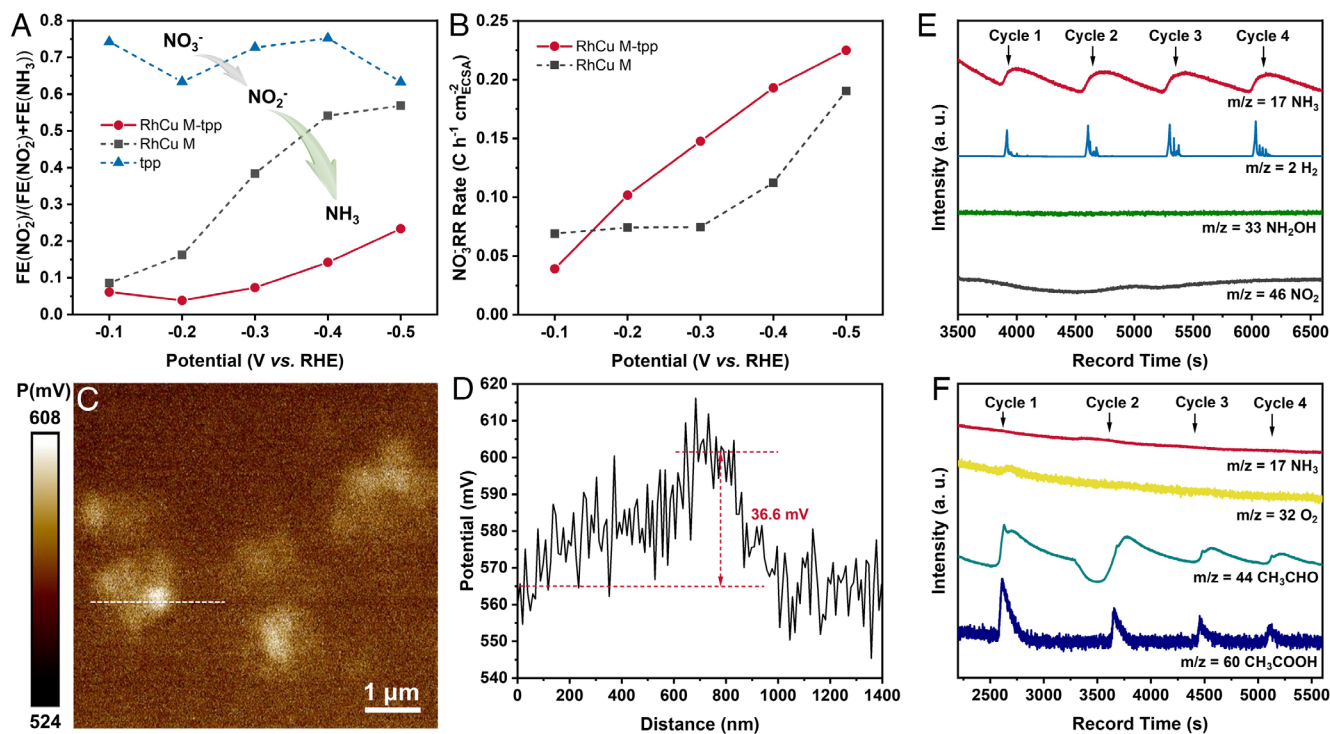 A
FE(NO₂⁻)/(FE(NO₂⁻)+FE(NH₃))
0.8
0.7
0.6
0.5
0.4
0.3
0.2
0.1
0.0
NO₃⁻
NO₂⁻
NH₃
RhCu M-tpp
RhCu M
tpp
-0.1 -0.2 -0.3 -0.4 -0.5
Potential (V vs. RHE)
B
NO₃⁻RR Rate (C h⁻¹ cm⁻²ECSA)
0.25
0.20
0.15
0.10
0.05
0.00
RhCu M-tpp
RhCu M
-0.1 -0.2 -0.3 -0.4 -0.5
Potential (V vs. RHE)
E
Intensity (a. u.)
Cycle 1 Cycle 2 Cycle 3 Cycle 4
m/z = 17 NH₃
m/z = 2 H₂
m/z = 33 NH₂OH
m/z = 46 NO₂
3500 4000 4500 5000 5500 6000 6500
Record Time (s)
P(mV)
608
524
C
1 μm
D
Potential (mV)
620
610
600
590
580
570
560
550
540
36.6 mV
0 200 400 600 800 1000 1200 1400
Distance (nm)
F
Intensity (a. u.)
Cycle 1 Cycle 2 Cycle 3 Cycle 4
m/z = 17 NH₃
m/z = 32 O₂
m/z = 44 CH₃CHO
m/z = 60 CH₃COOH
2500 3000 3500 4000 4500 5000 5500
Record Time (s)